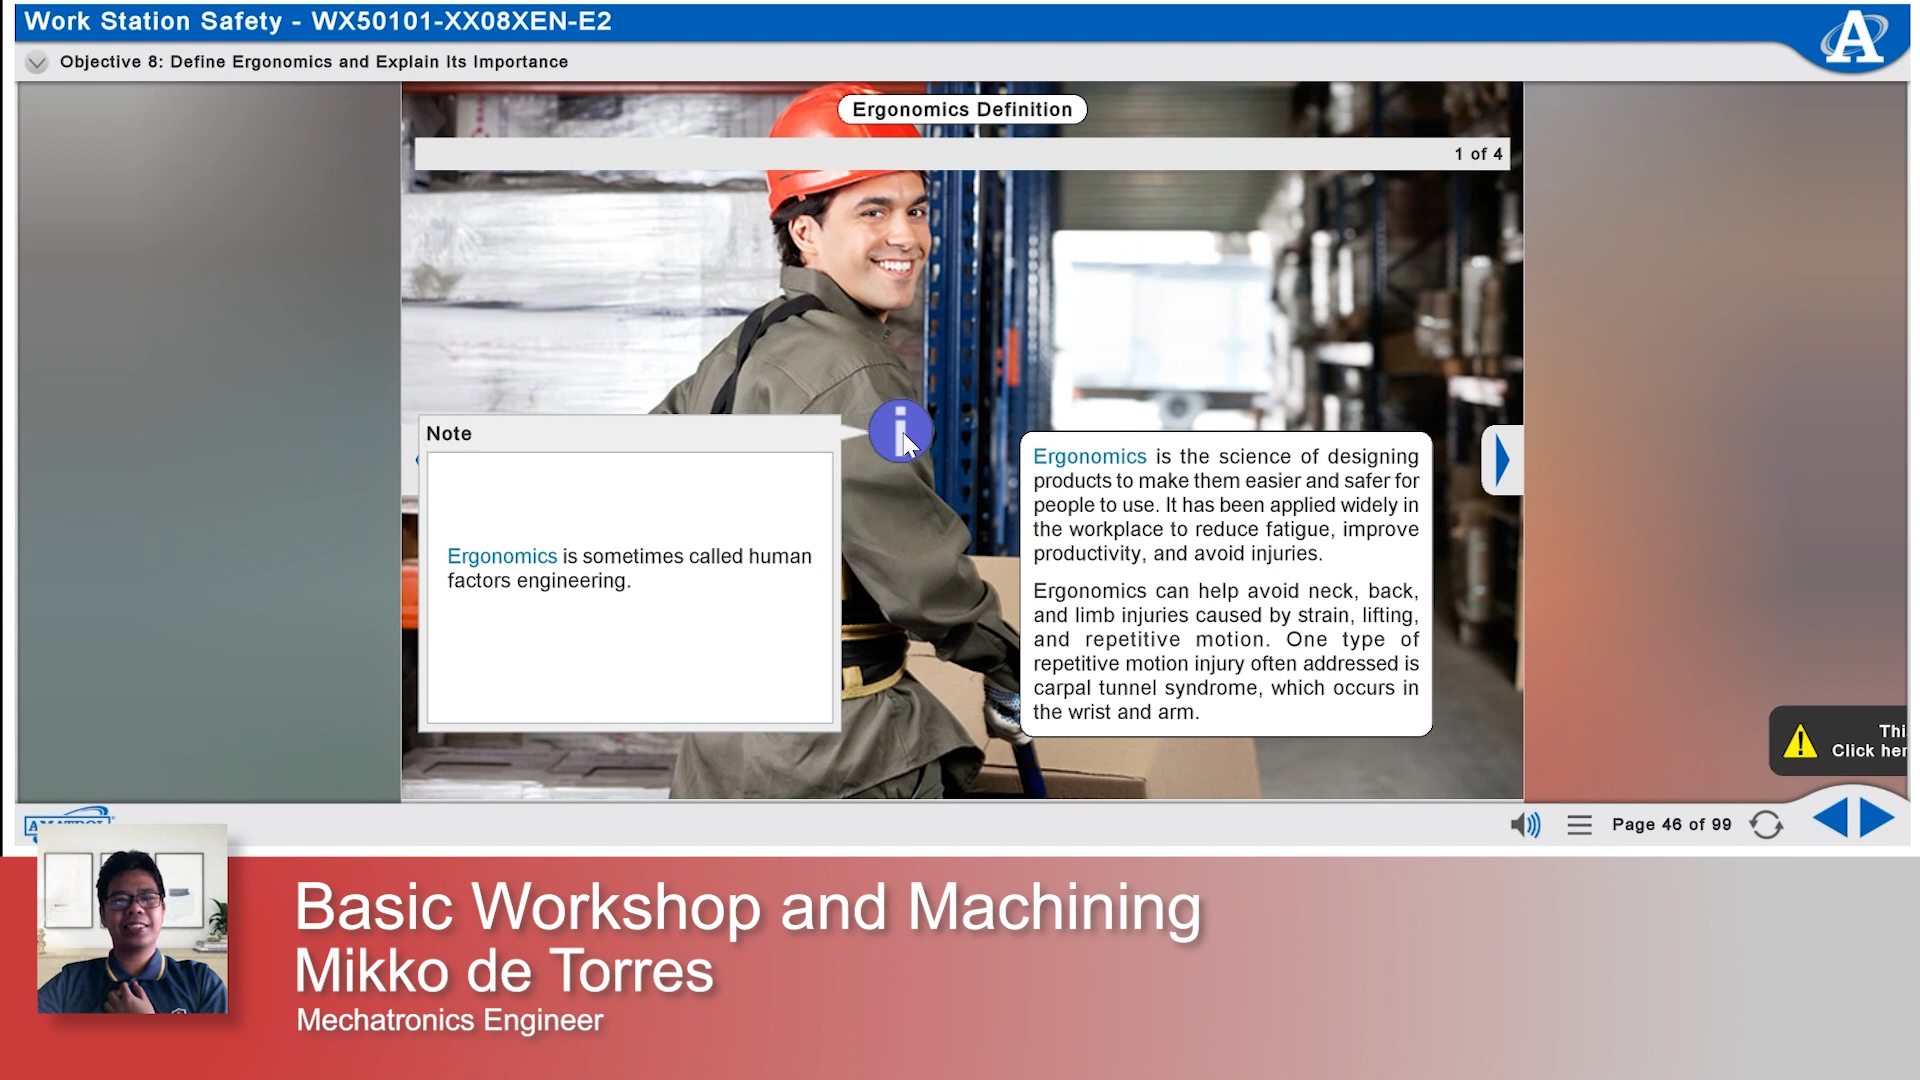 Work Station Safety - WX50101-XX08XEN-E2
Objective 8: Define Ergonomics and Explain Its Importance
Ergonomics Definition
1 of 4
Note
Ergonomics is sometimes called human
factors engineering.
Ergonomics is the science of designing
products to make them easier and safer for
people to use. It has been applied widely in
the workplace to reduce fatigue, improve
productivity, and avoid injuries.
Ergonomics can help avoid neck, back,
and limb injuries caused by strain, lifting,
and repetitive motion. One type of
repetitive motion injury often addressed is
carpal tunnel syndrome, which occurs in
the wrist and arm.
Thi
Click her
Page 46 of 99
Basic Workshop and Machining
Mikko de Torres
Mechatronics Engineer